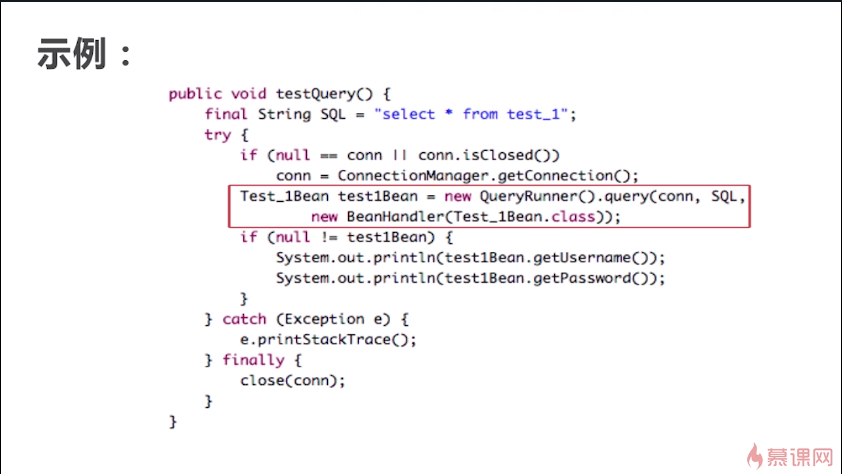 示例：
public void testQuery() {
    final String SQL = "select * from test_1";
    try {
        if (null == conn || conn.isClosed())
            conn = ConnectionManager.getConnection();
        Test_1Bean test1Bean = new QueryRunner().query(conn, SQL,
                new BeanHandler(Test_1Bean.class));
        if (null != test1Bean) {
            System.out.println(test1Bean.getUsername());
            System.out.println(test1Bean.getPassword());
        }
    } catch (Exception e) {
        e.printStackTrace();
    } finally {
        close(conn);
    }
}
慕课网